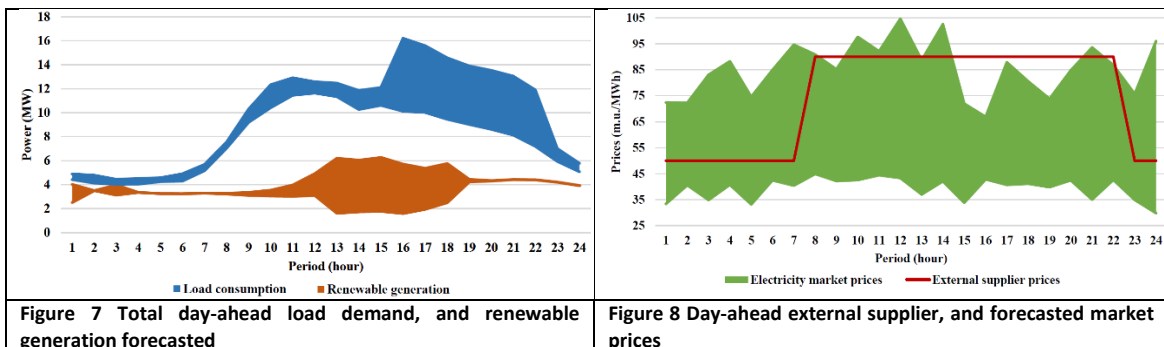 18
16
14
12
10
8
6
4
2
0
Power (MW)
1 2 3 4 5 6 7 8 9 10 11 12 13 14 15 16 17 18 19 20 21 22 23 24
Period (hour)
Load consumption Renewable generation
Figure 7 Total day-ahead load demand, and renewable
generation forecasted
105
95
85
75
65
55
45
35
25
Prices (m.u./MWh)
1 2 3 4 5 6 7 8 9 10 11 12 13 14 15 16 17 18 19 20 21 22 23 24
Period (hour)
Electricity market prices External supplier prices
Figure 8 Day-ahead external supplier, and forecasted market
prices